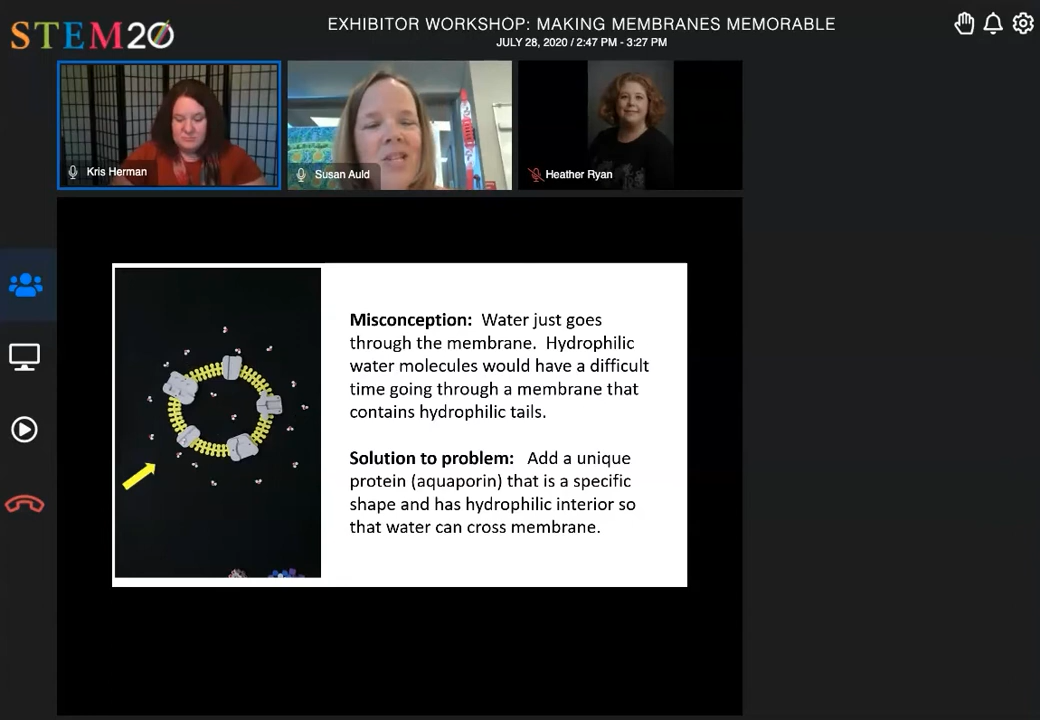 STEM20
EXHIBITOR WORKSHOP: MAKING MEMBRANES MEMORABLE
JULY 28, 2020 / 2:47 PM - 3:27 PM
Kris Herman
Susan Auld
Heather Ryan
Misconception: Water just goes
through the membrane. Hydrophilic
water molecules would have a difficult
time going through a membrane that
contains hydrophilic tails.
Solution to problem: Add a unique
protein (aquaporin) that is a specific
shape and has hydrophilic interior so
that water can cross membrane.